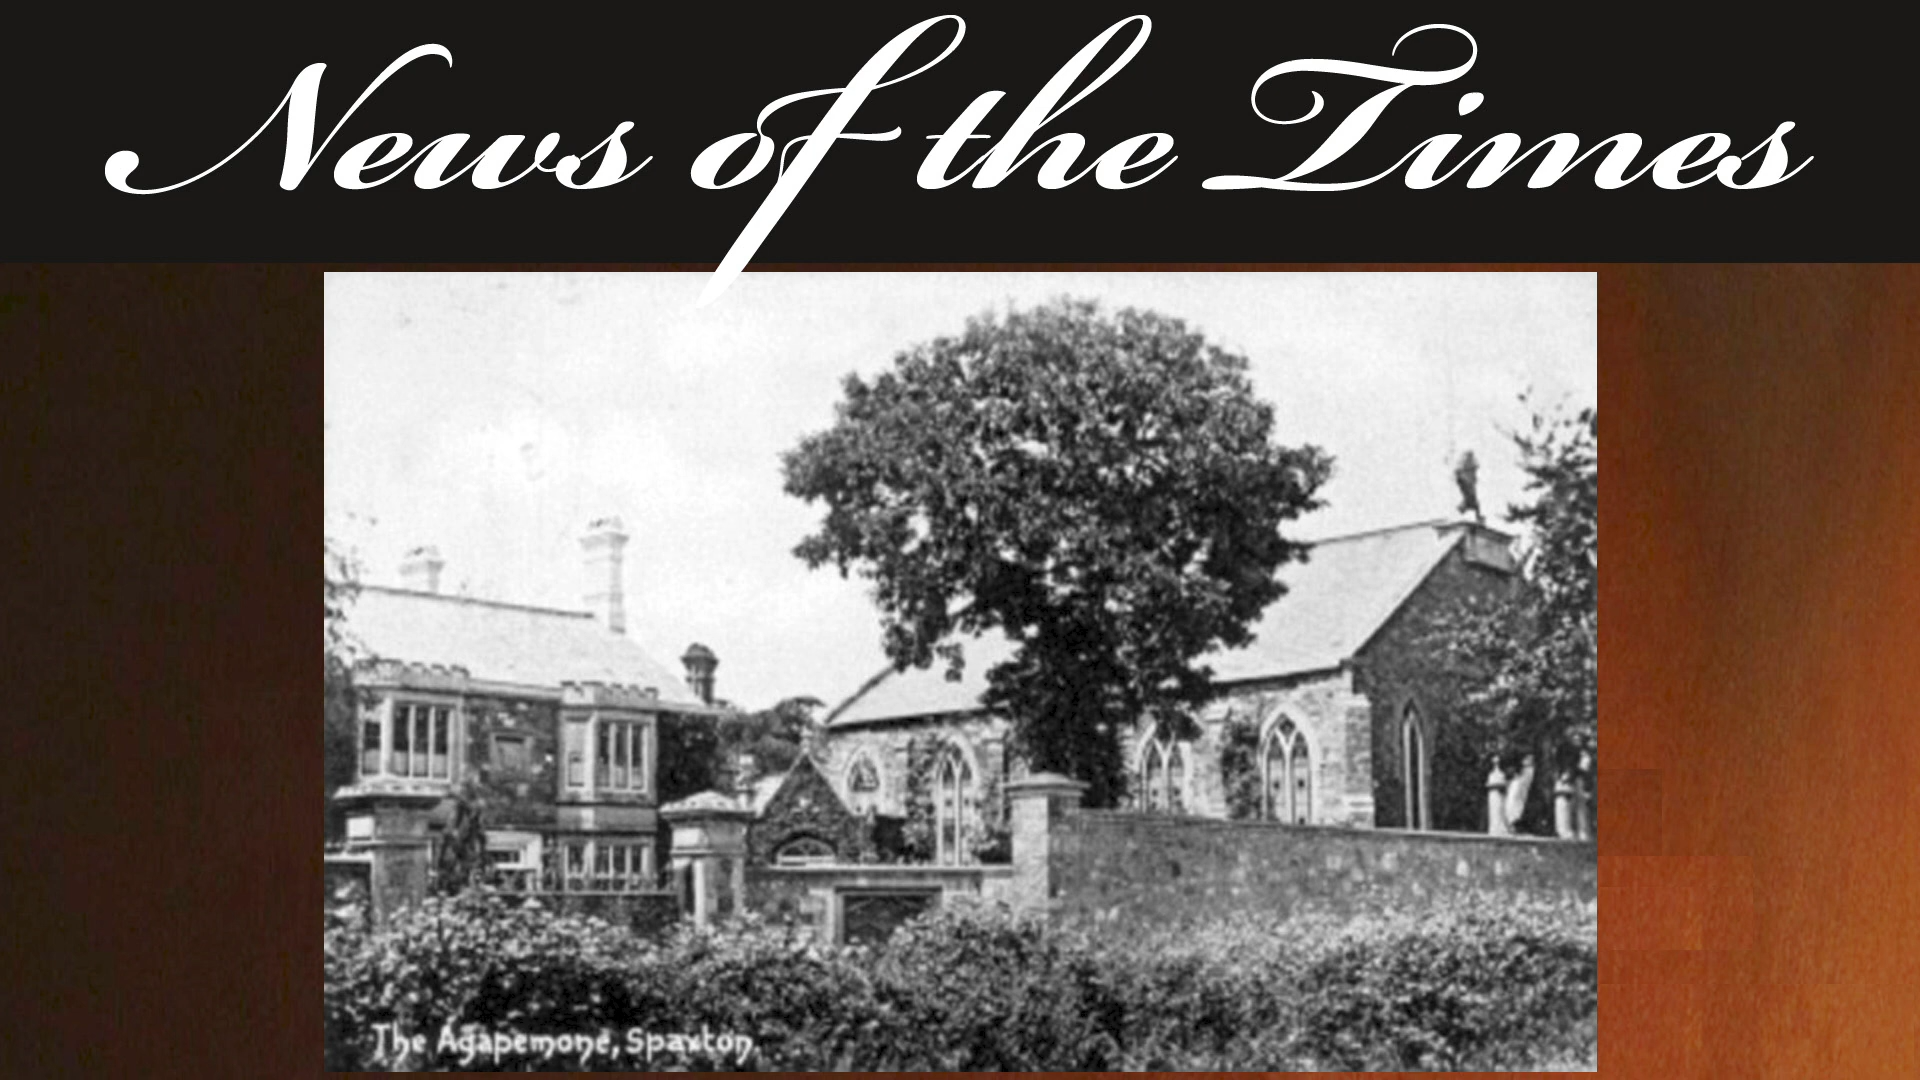 News of the Times
The Agapemone, Spaxton.